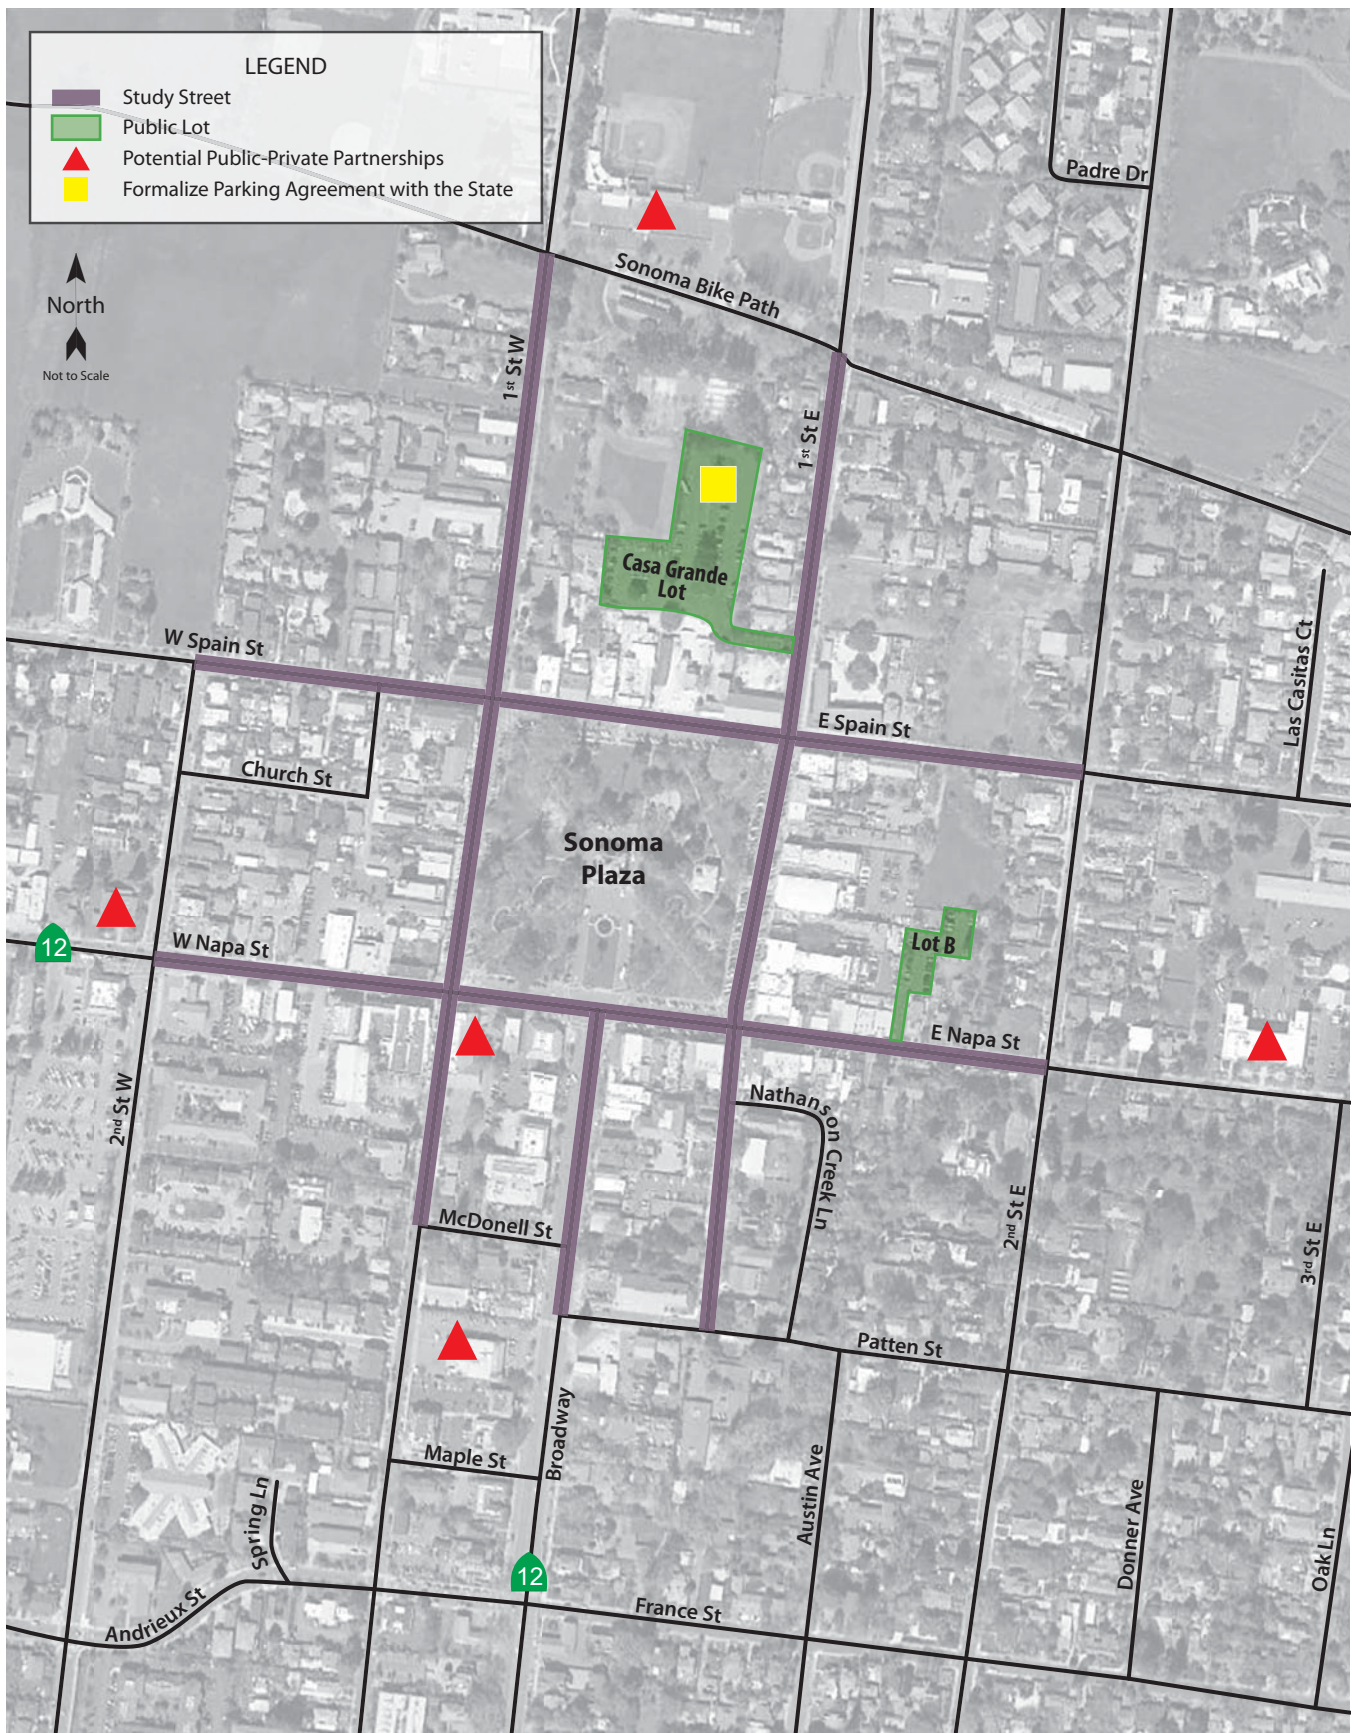 LEGEND
Study Street
Public Lot
Potential Public-Private Partnerships
Formalize Parking Agreement with the State
Padre Dr
North
Not to Scale
Sonoma Bike Path
1st St W
1st St E
Casa Grande
Lot
W Spain St
E Spain St
Las Casitas Ct
Church St
Sonoma
Plaza
12
W Napa St
Lot B
E Napa St
2nd St W
Nathanson Creek Ln
McDonell St
2nd St E
3rd St E
Patten St
Broadway
Maple St
Spring Ln
Austin Ave
Donner Ave
Oak Ln
12
Andrieux St
France St